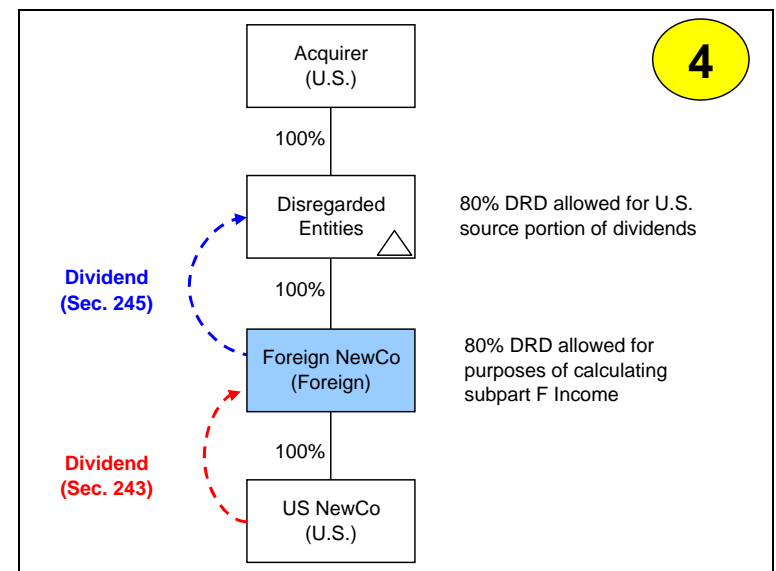 4
Acquirer
(U.S.)
100%
Disregarded
Entities
80% DRD allowed for U.S.
source portion of dividends
Dividend
(Sec. 245)
100%
Foreign NewCo
(Foreign)
80% DRD allowed for
purposes of calculating
subpart F Income
100%
Dividend
(Sec. 243)
US NewCo
(U.S.)